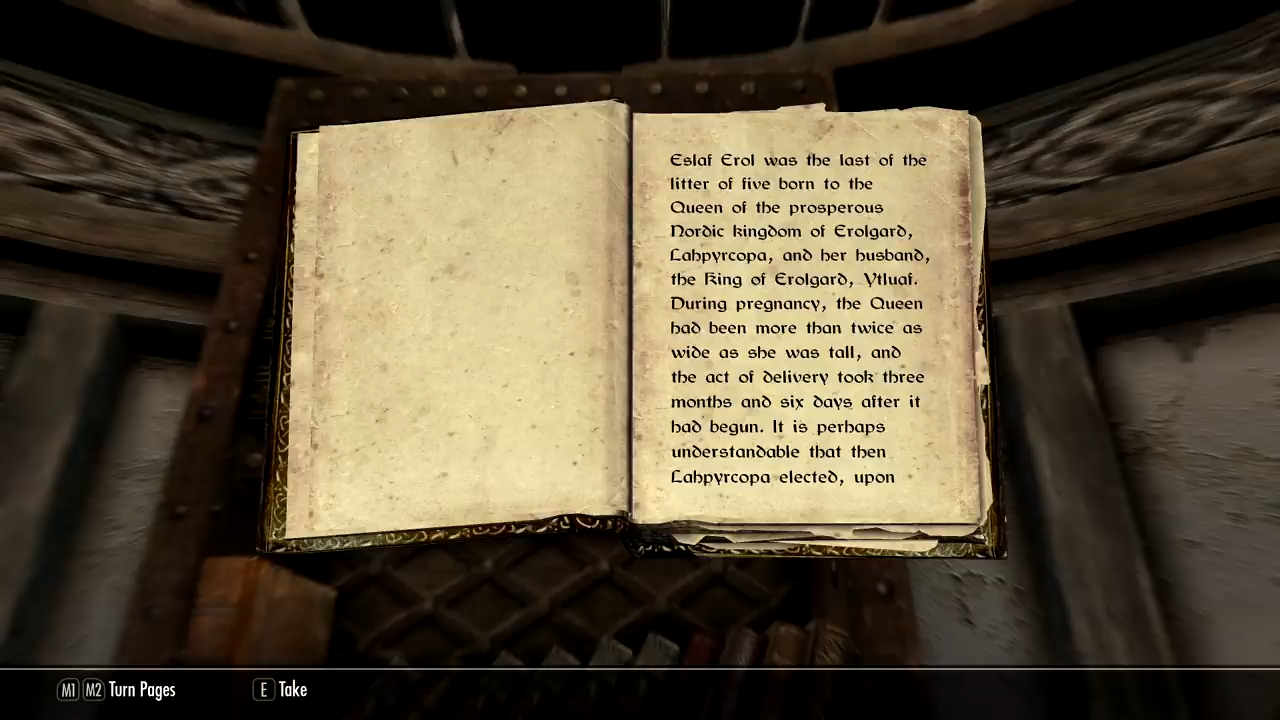 Eslaf Erol was the last of the
litter of five born to the
Queen of the prosperous
Nordic kingdom of Erolgard,
Lahpyrcopa, and her husband,
the King of Erolgard, Ytluaf.
During pregnancy, the Queen
had been more than twice as
wide as she was tall, and
the act of delivery took three
months and six days after it
had begun. It is perhaps
understandable that then
Lahpyrcopa elected, upon
M1 M2 Turn Pages E Take